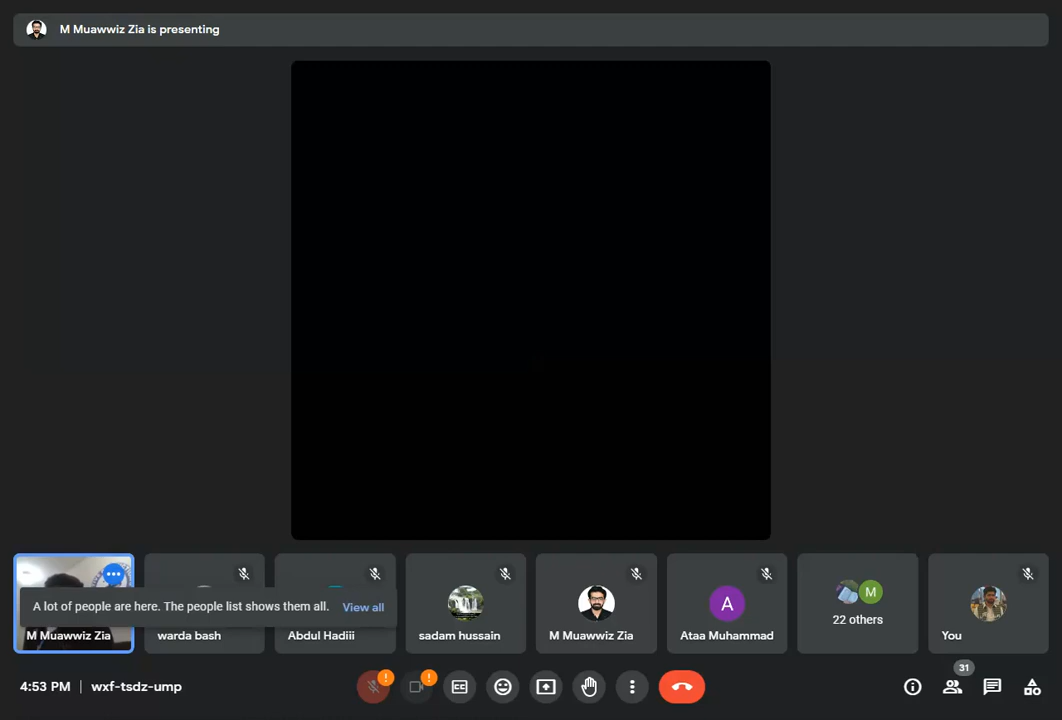 M Muawwiz Zia is presenting
A lot of people are here. The people list shows them all. View all
M Muawwiz Zia
warda bash
Abdul Hadiii
sadam hussain
M Muawwiz Zia
A
Ataa Muhammad
M
22 others
You
4:53 PM | wxf-tsdz-ump
!
!
CC
31